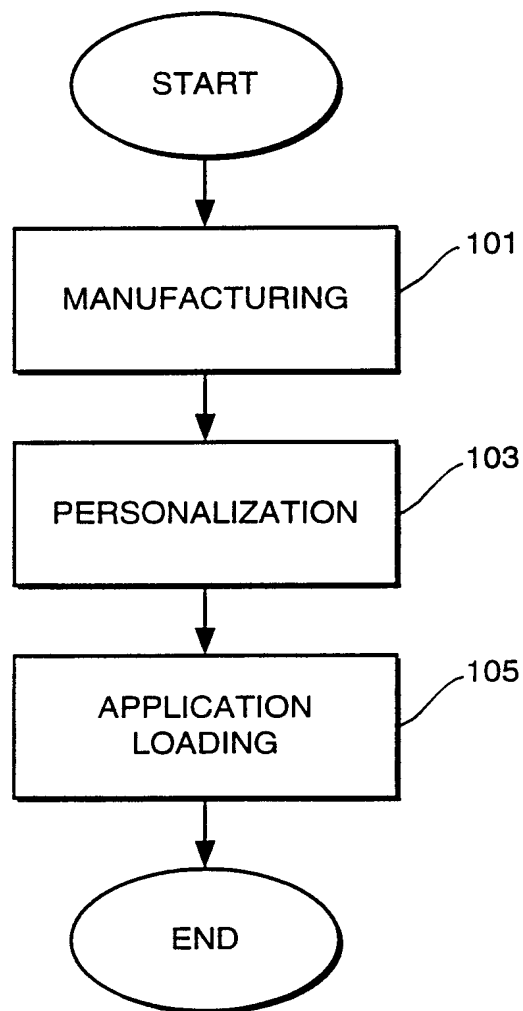 START
101
MANUFACTURING
103
PERSONALIZATION
105
APPLICATION
LOADING
END